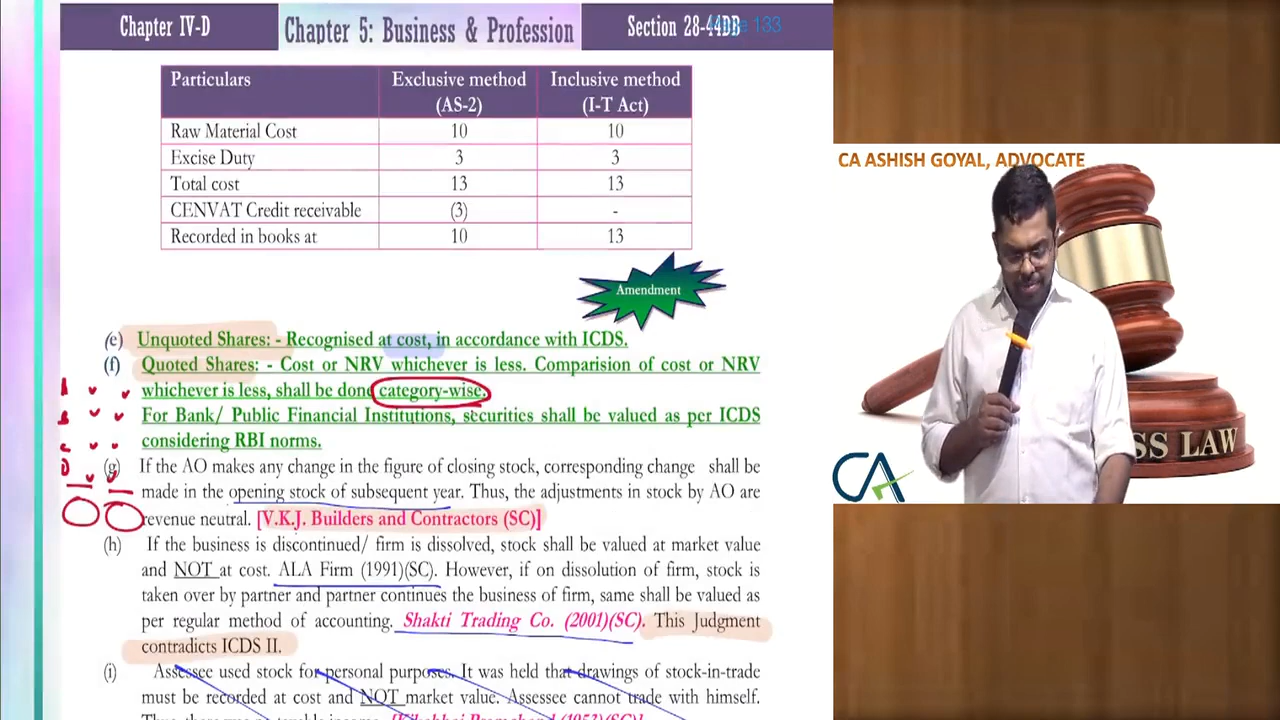 Chapter IV-D
Chapter 5: Business & Profession
Section 28-44DB
Page 133
Particulars Exclusive method (AS-2) Inclusive method (I-T Act)
Raw Material Cost 10 10
Excise Duty 3 3
Total cost 13 13
CENVAT Credit receivable (3) -
Recorded in books at 10 13
Amendment
(e) Unquoted Shares: - Recognised at cost, in accordance with ICDS.
(f) Quoted Shares: - Cost or NRV whichever is less. Comparision of cost or NRV
whichever is less, shall be done category-wise.
For Bank/ Public Financial Institutions, securities shall be valued as per ICDS
considering RBI norms.
(g) If the AO makes any change in the figure of closing stock, corresponding change shall be
made in the opening stock of subsequent year. Thus, the adjustments in stock by AO are
revenue neutral. [V.K.J. Builders and Contractors (SC)]
(h) If the business is discontinued/ firm is dissolved, stock shall be valued at market value
and NOT at cost. ALA Firm (1991)(SC). However, if on dissolution of firm, stock is
taken over by partner and partner continues the business of firm, same shall be valued as
per regular method of accounting. Shakti Trading Co. (2001)(SC). This Judgment
contradicts ICDS II.
(i) Assessee used stock for personal purposes. It was held that drawings of stock-in-trade
must be recorded at cost and NOT market value. Assessee cannot trade with himself.
CA ASHISH GOYAL, ADVOCATE
CA
SS LAW